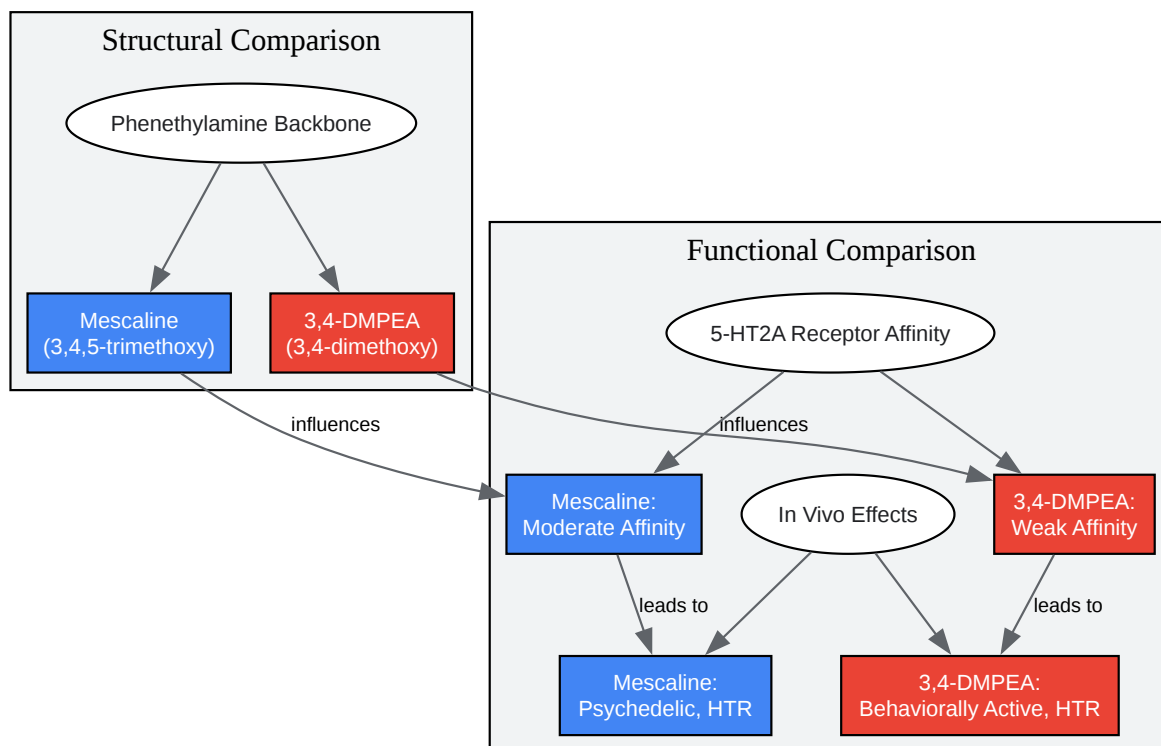 Structural Comparison
Phenethylamine Backbone
Mescaline
(3,4,5-trimethoxy)
3,4-DMPEA
(3,4-dimethoxy)
influences
Functional Comparison
5-HT2A Receptor Affinity
influences
Mescaline:
Moderate Affinity
In Vivo Effects
3,4-DMPEA:
Weak Affinity
leads to
leads to
Mescaline:
Psychedelic, HTR
3,4-DMPEA:
Behaviorally Active, HTR